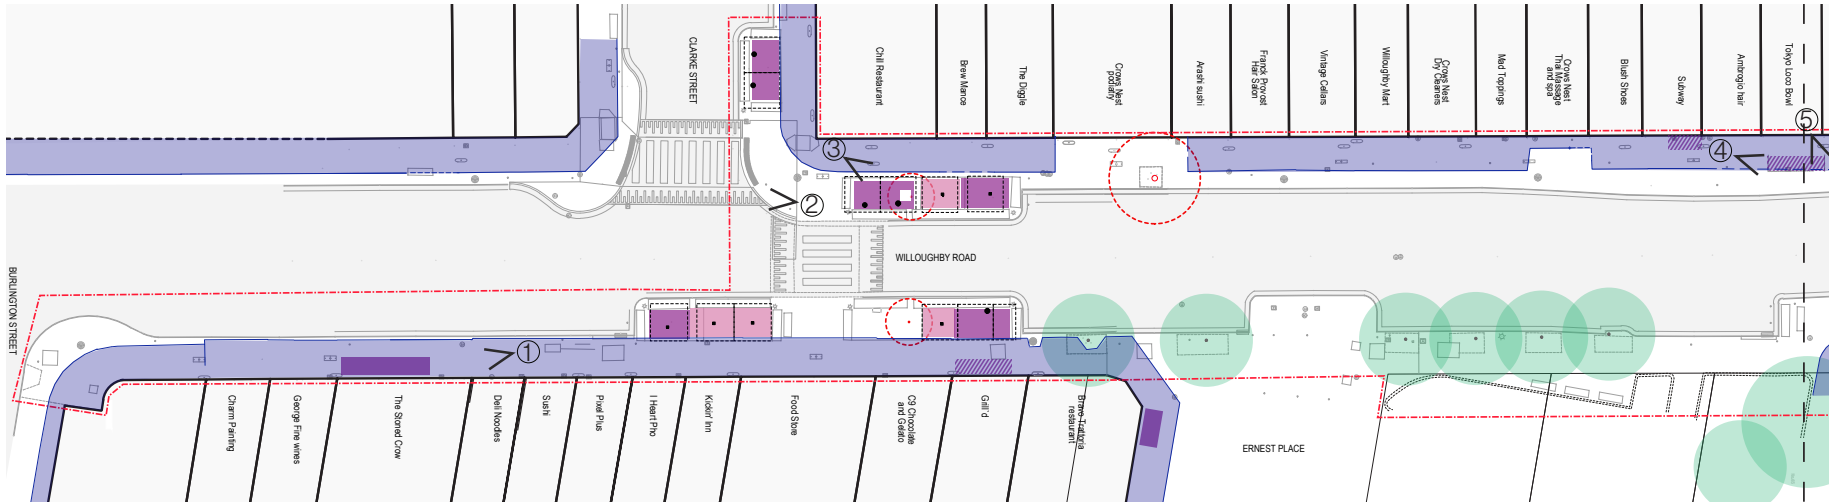 CLARKE STREET
Chill Restaurant
Brew Mance
The Diggle
Crows Nest
podiatry
Arashi sushi
Franck Provost
Hair Salon
Vintage Cellars
Willoughby Mart
Crows Nest
Dry Cleaners
Mad Toppings
Crows Nest
Thai Massage
and spa
Blush Shoes
Subway
Ambrogio hair
Tokyo Loco Bowl
5
3
4
2
WILLOUGHBY ROAD
BURLINGTON STREET
1
Charm Painting
George Fine wines
The Stoned Crow
Deli Noodles
Sushi
Pixel Plus
I Heart Pho
Kickin' Inn
Food Store
C9 Chocolate
and Gelato
Grill'd
Bravo Trattoria
restaurant
ERNEST PLACE